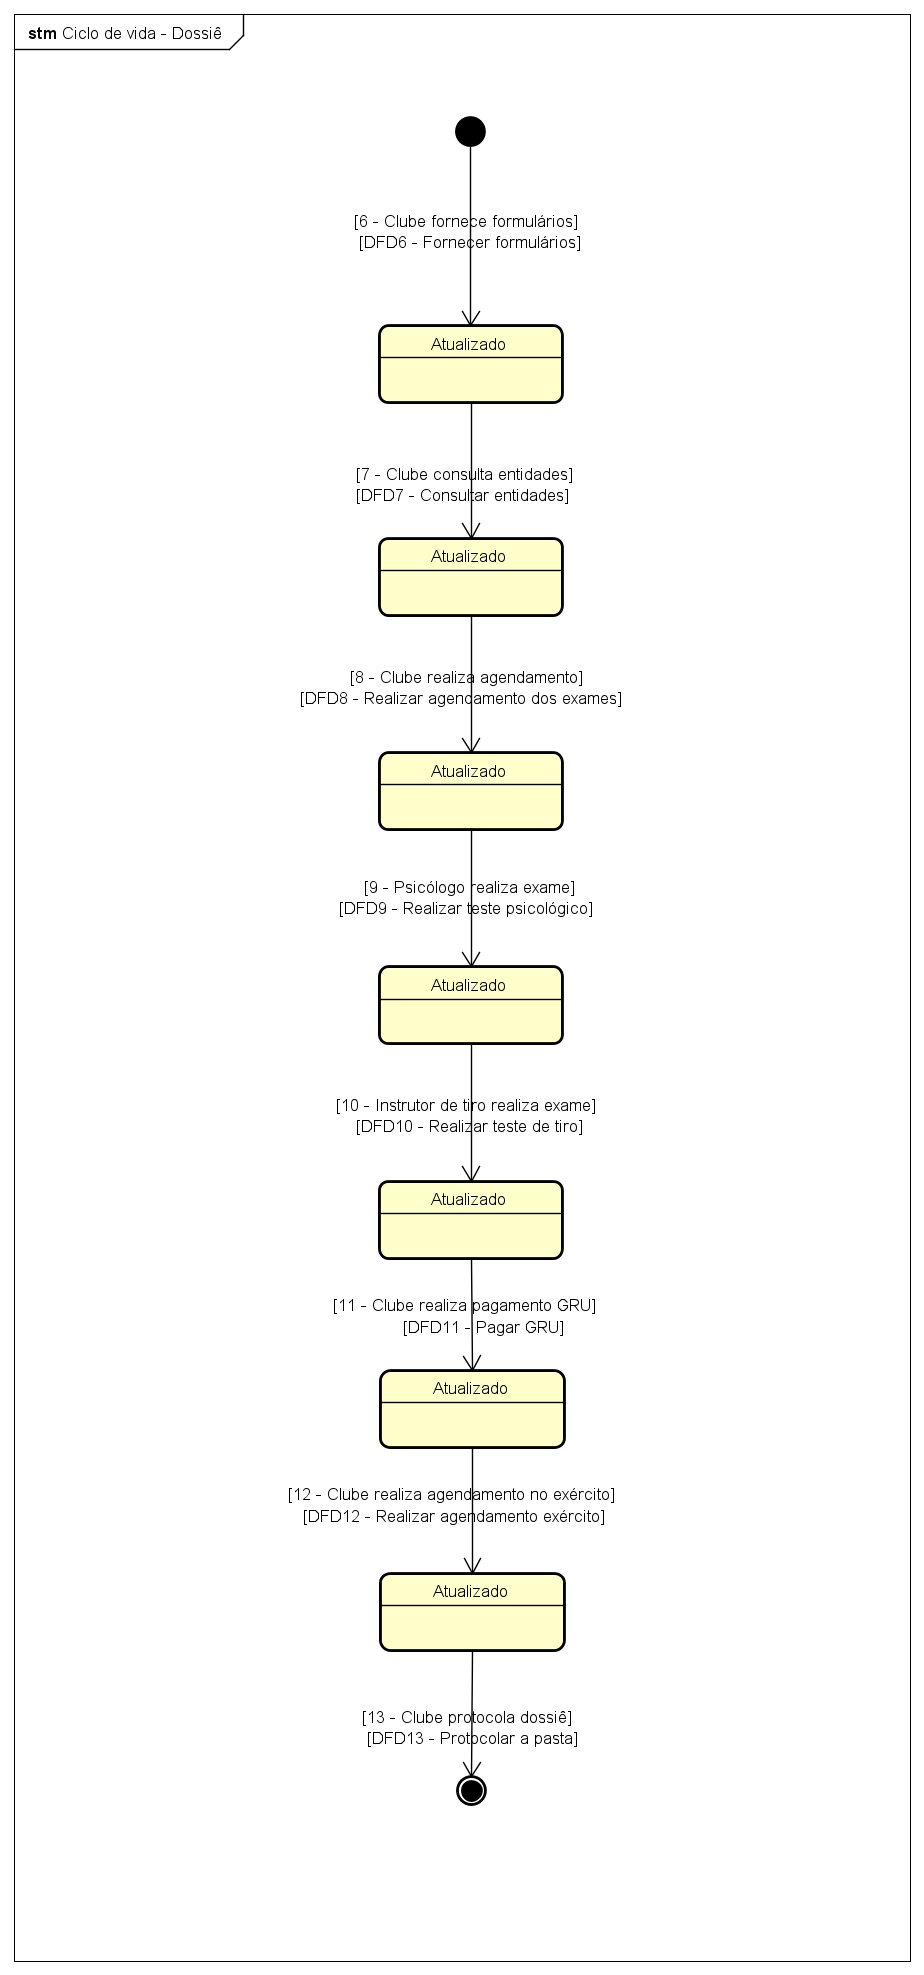 stm Ciclo de vida - Dossiê
[6 - Clube fornece formulários]
[DFD6 - Fornecer formulários]
Atualizado
[7 - Clube consulta entidades]
[DFD7 - Consultar entidades]
Atualizado
[8 - Clube realiza agendamento]
[DFD8 - Realizar agendamento dos exames]
Atualizado
[9 - Psicólogo realiza exame]
[DFD9 - Realizar teste psicológico]
Atualizado
[10 - Instrutor de tiro realiza exame]
[DFD10 - Realizar teste de tiro]
Atualizado
[11 - Clube realiza pagamento GRU]
[DFD11 - Pagar GRU]
Atualizado
[12 - Clube realiza agendamento no exército]
[DFD12 - Realizar agendamento exército]
Atualizado
[13 - Clube protocola dossiê]
[DFD13 - Protocolar a pasta]